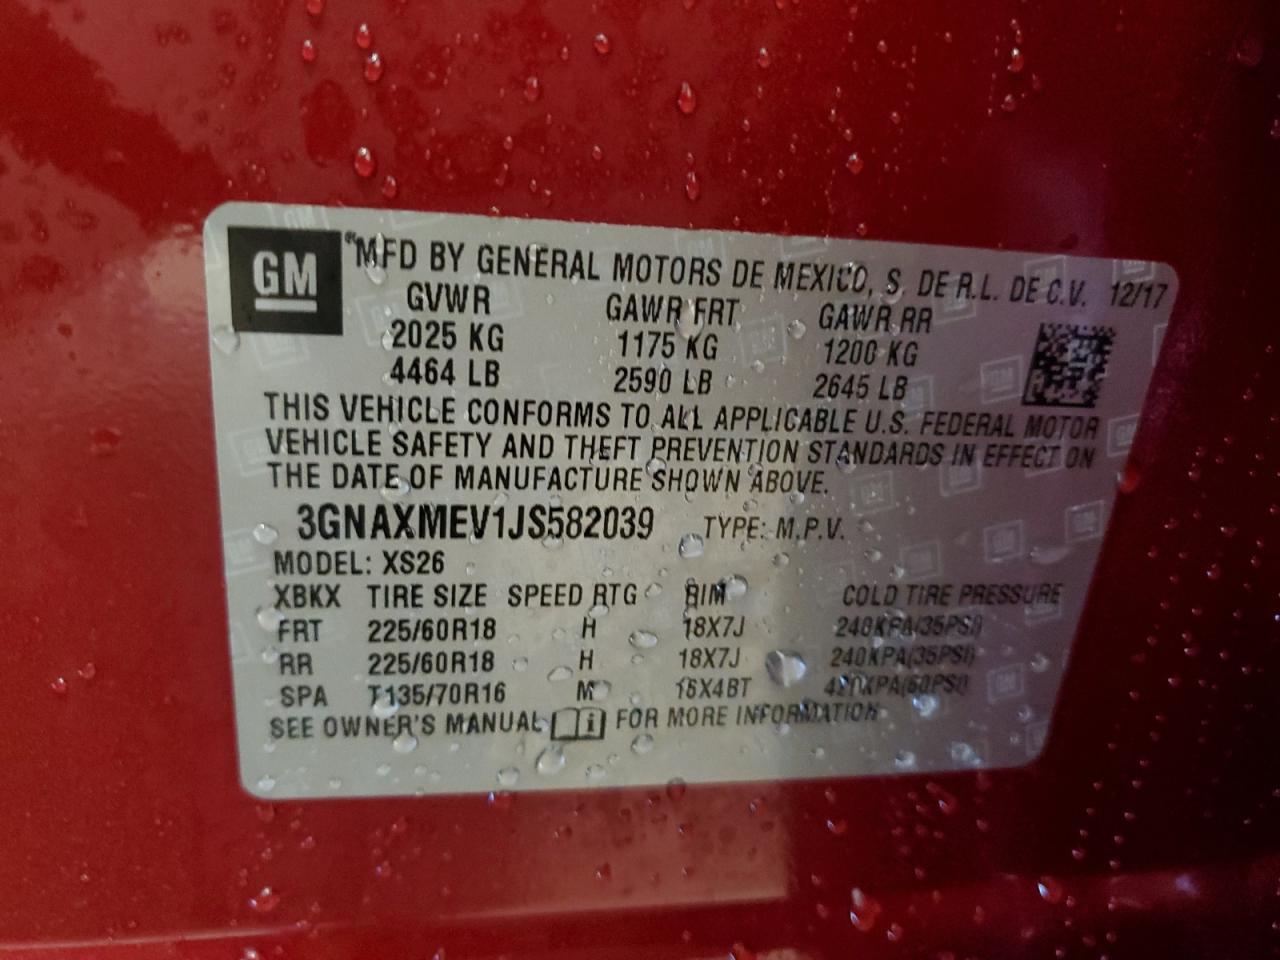 GM "MFD BY GENERAL MOTORS DE MEXICO, S. DE R.L. DE C.V. 12/17
GVWR GAWR FRT GAWR RR
2025 KG 1175 KG 1200 KG
4464 LB 2590 LB 2645 LB
THIS VEHICLE CONFORMS TO ALL APPLICABLE U.S. FEDERAL MOTOR
VEHICLE SAFETY AND THEFT PREVENTION STANDARDS IN EFFECT ON
THE DATE OF MANUFACTURE SHOWN ABOVE.
3GNAXMEV1JS582039 TYPE: M.P.V.
MODEL: XS26
XBKX TIRE SIZE SPEED RTG RIM COLD TIRE PRESSURE
FRT 225/60R18 H 18X7J 240KPA(35PSI)
RR 225/60R18 H 18X7J 240KPA(35PSI)
SPA T135/70R16 M 16X4BT 420KPA(60PSI)
SEE OWNER'S MANUAL FOR MORE INFORMATION